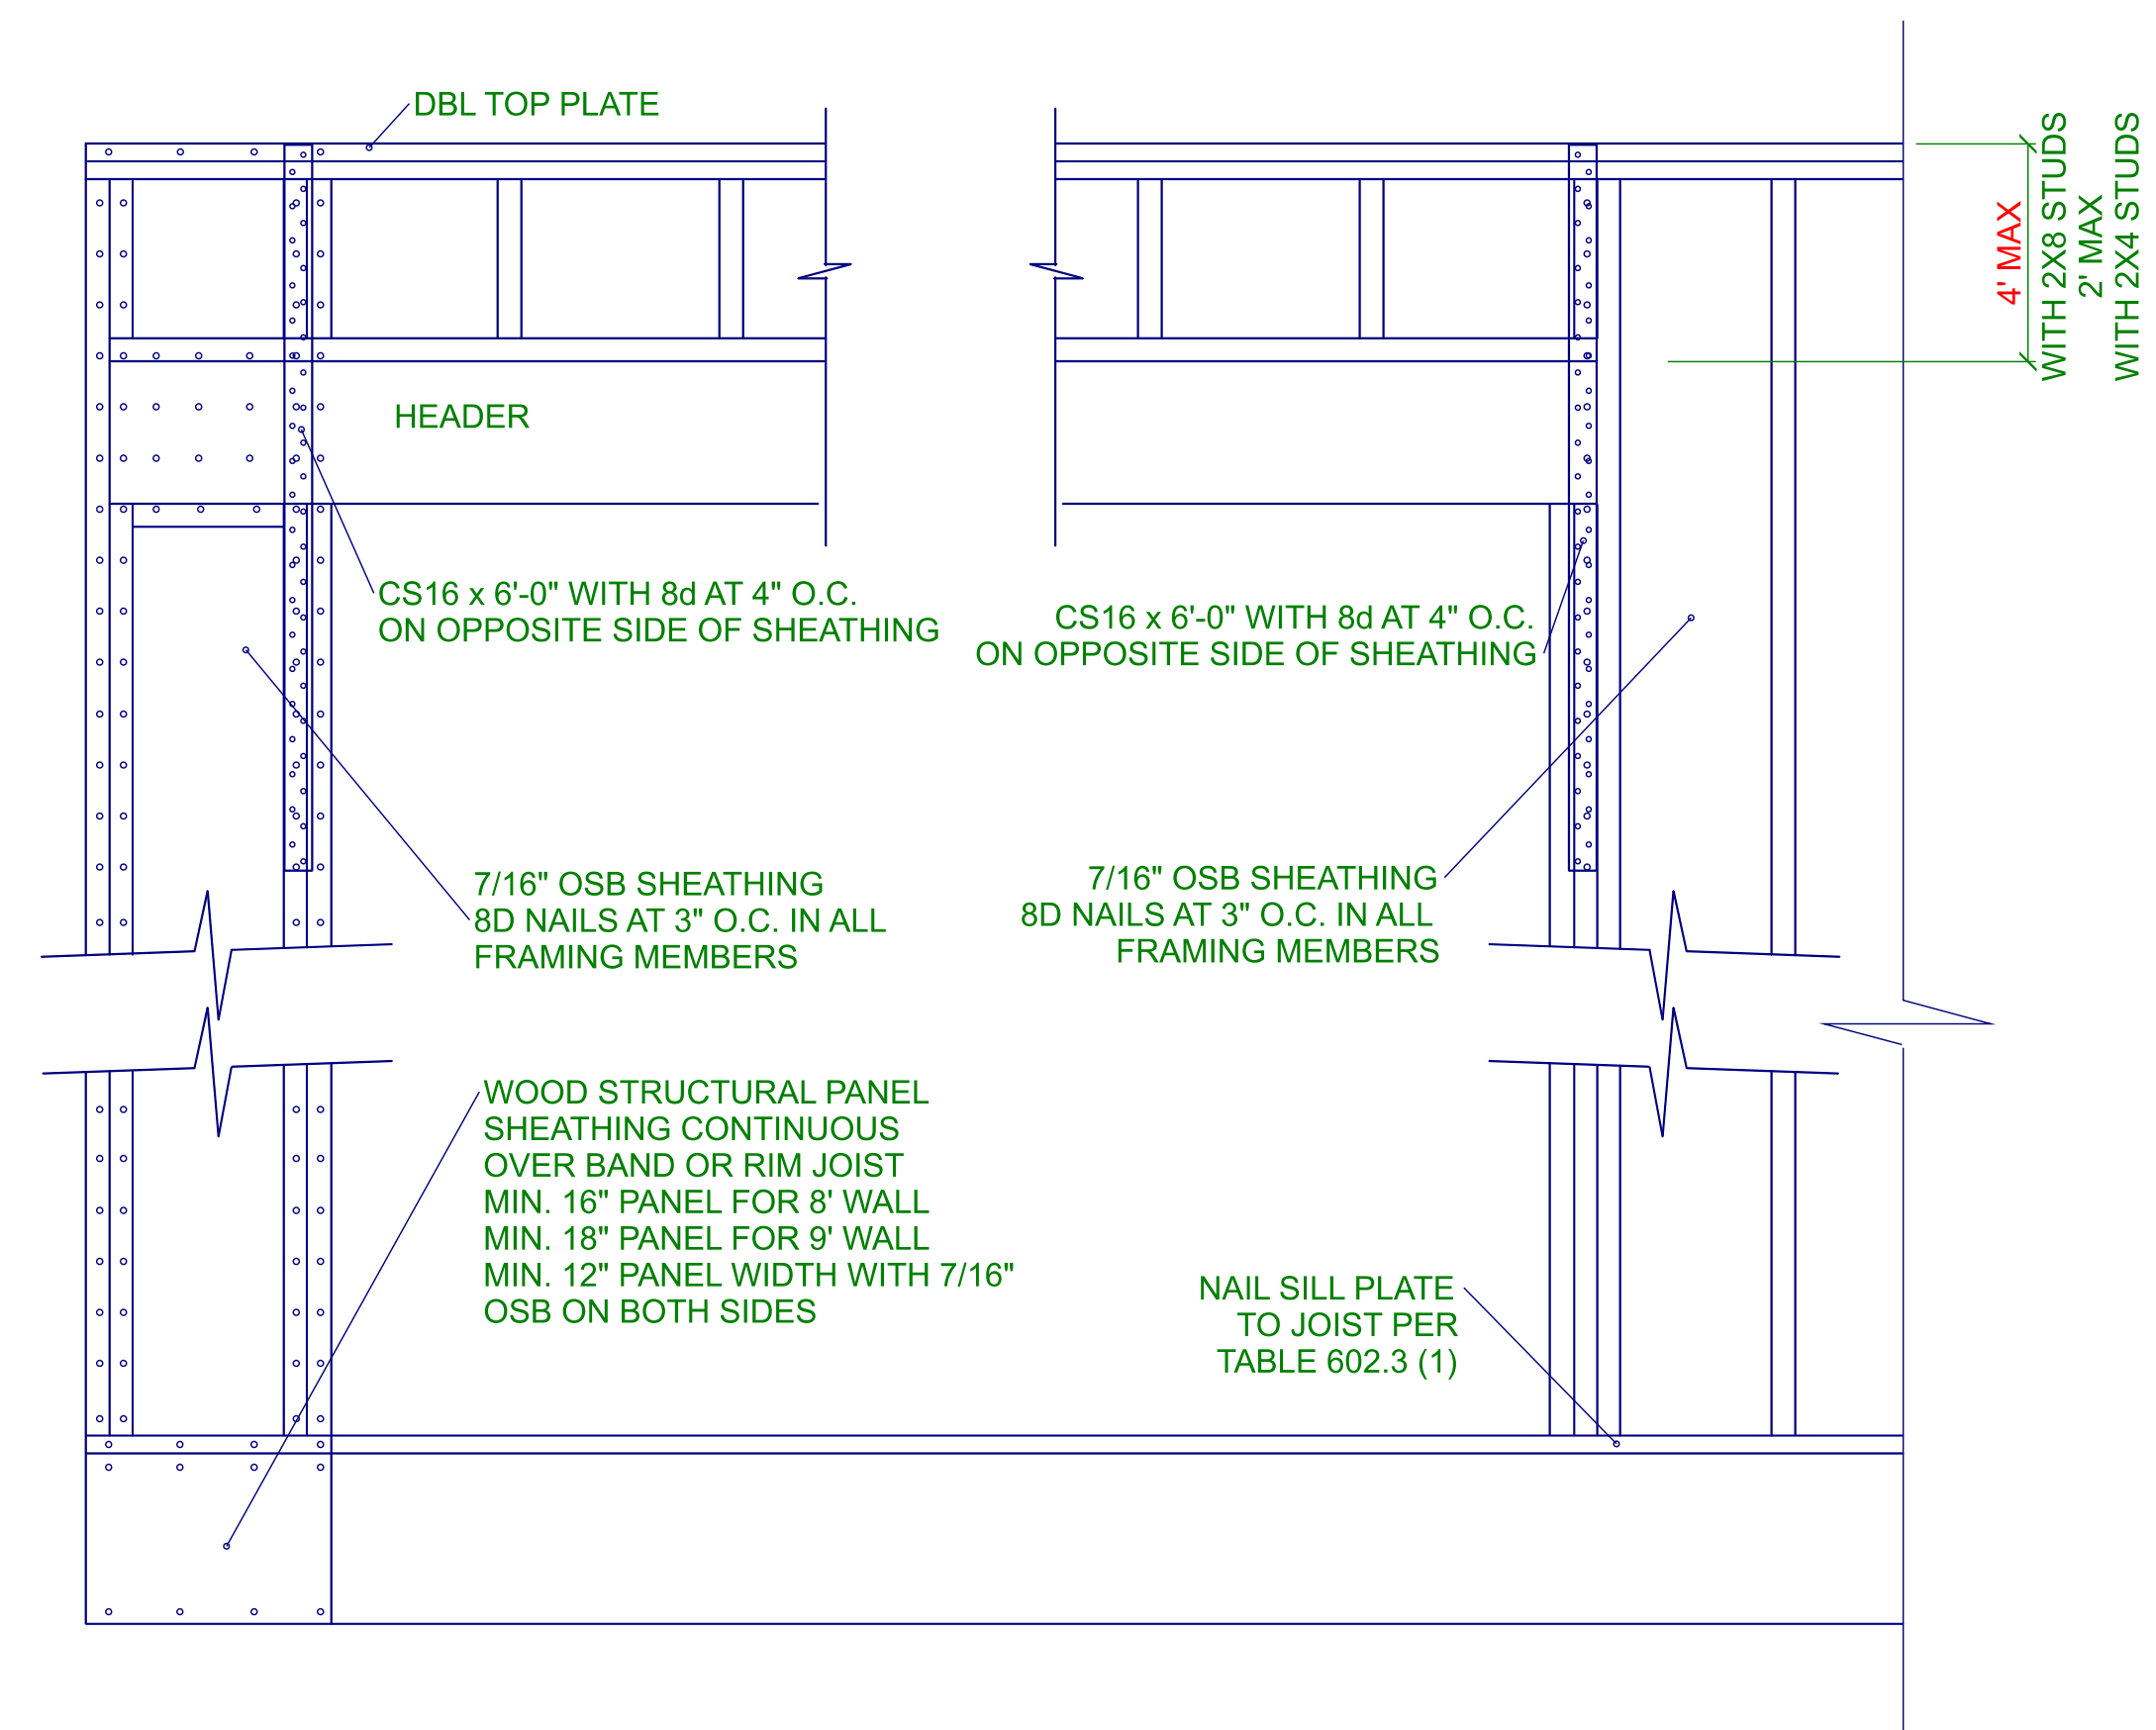 DBL TOP PLATE
4' MAX
WITH 2X8 STUDS
2' MAX
WITH 2X4 STUDS
HEADER
CS16 x 6'-0" WITH 8d AT 4" O.C.
ON OPPOSITE SIDE OF SHEATHING
CS16 x 6'-0" WITH 8d AT 4" O.C.
ON OPPOSITE SIDE OF SHEATHING
7/16" OSB SHEATHING
8D NAILS AT 3" O.C. IN ALL
FRAMING MEMBERS
7/16" OSB SHEATHING
8D NAILS AT 3" O.C. IN ALL
FRAMING MEMBERS
WOOD STRUCTURAL PANEL
SHEATHING CONTINUOUS
OVER BAND OR RIM JOIST
MIN. 16" PANEL FOR 8' WALL
MIN. 18" PANEL FOR 9' WALL
MIN. 12" PANEL WIDTH WITH 7/16"
OSB ON BOTH SIDES
NAIL SILL PLATE
TO JOIST PER
TABLE 602.3 (1)